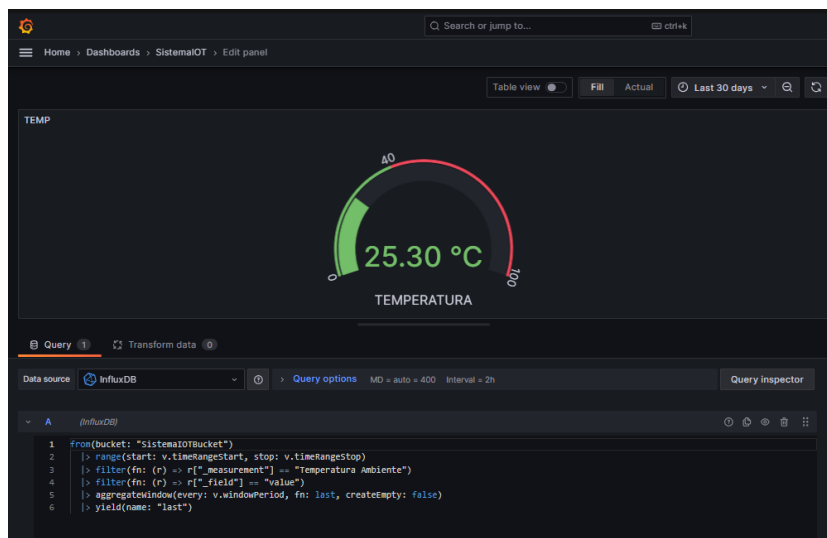 Search or jump to... ctrl+k
Home > Dashboards > SistemaIOT > Edit panel
Table view Fill Actual Last 30 days
TEMP
40
25.30 °C
0
100
TEMPERATURA
Query 1 Transform data 0
Data source InfluxDB > Query options MD = auto = 400 Interval = 2h Query inspector
A (InfluxDB)
1 from(bucket: "SistemaIOTBucket")
2 |> range(start: v.timeRangeStart, stop: v.timeRangeStop)
3 |> filter(fn: (r) => r["_measurement"] == "Temperatura Ambiente")
4 |> filter(fn: (r) => r["_field"] == "value")
5 |> aggregateWindow(every: v.windowPeriod, fn: last, createEmpty: false)
6 |> yield(name: "last")